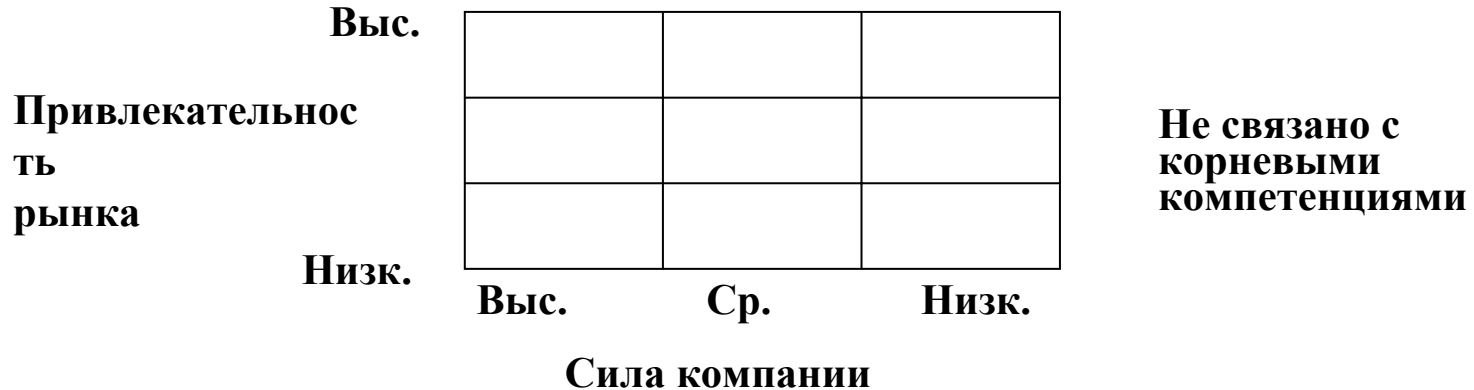 Выс.
Привлекательнос
ть
рынка
Низк.
Не связано с
корневыми
компетенциями
Выс. Ср. Низк.
Сила компании